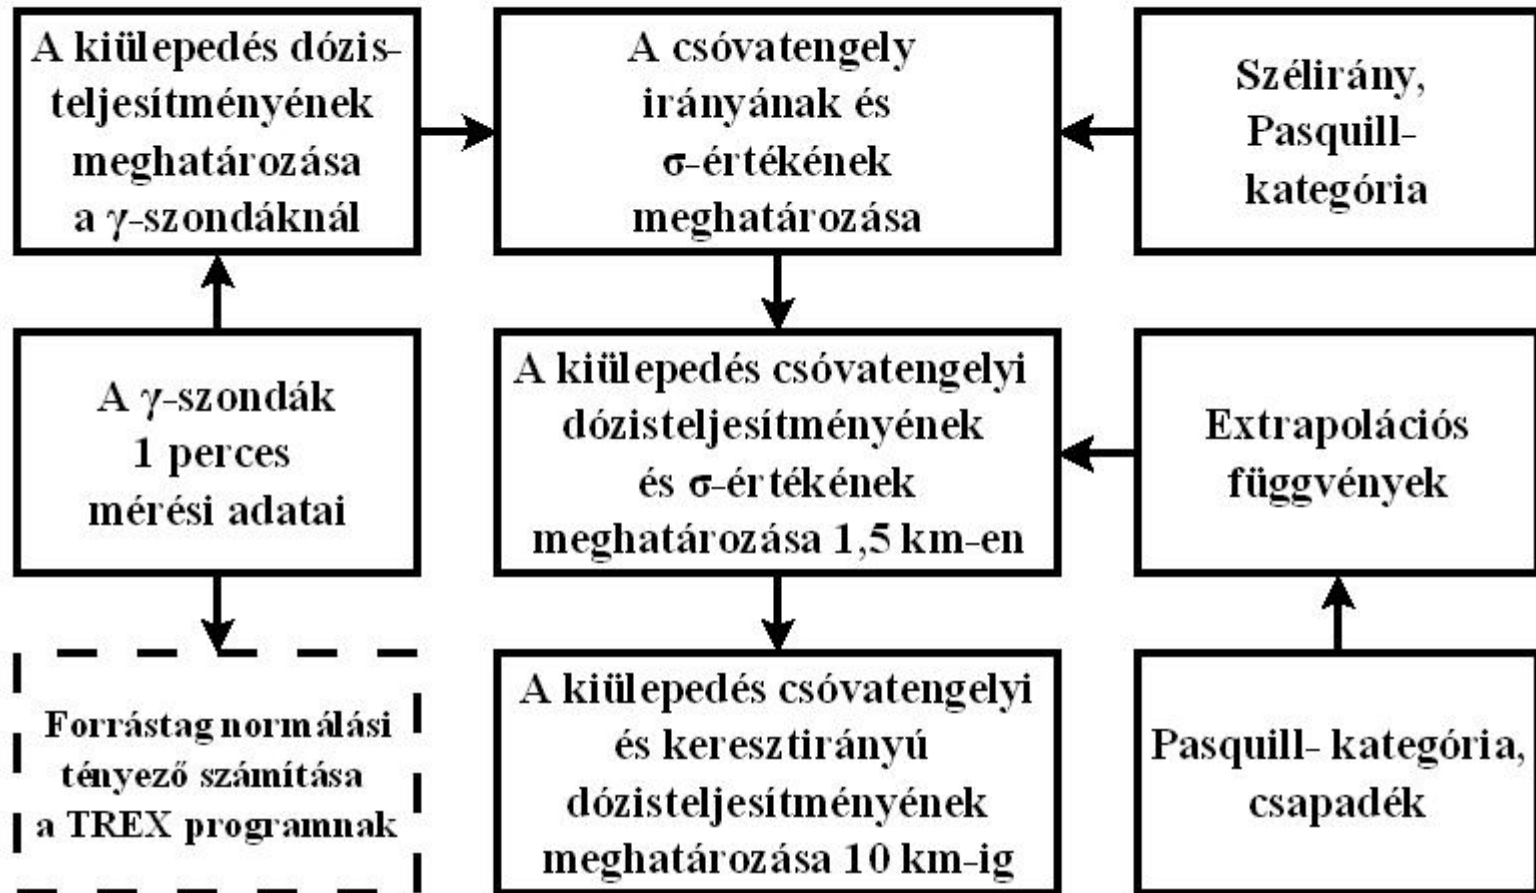 A kiülepedés dózis-
teljesítményének
meghatározása
a γ-szondáknál
A csóvatengely
irányának és
σ-értékének
meghatározása
Szélirány,
Pasquill-
kategória
A γ-szondák
1 perces
mérési adatai
A kiülepedés csóvatengelyi
dózisteljesítményének
és σ-értékének
meghatározása 1,5 km-en
Extrapolációs
függvények
Forrástag normálási
tényező számítása
a TREX programnak
A kiülepedés csóvatengelyi
és keresztirányú
dózisteljesítményének
meghatározása 10 km-ig
Pasquill- kategória,
csapadék